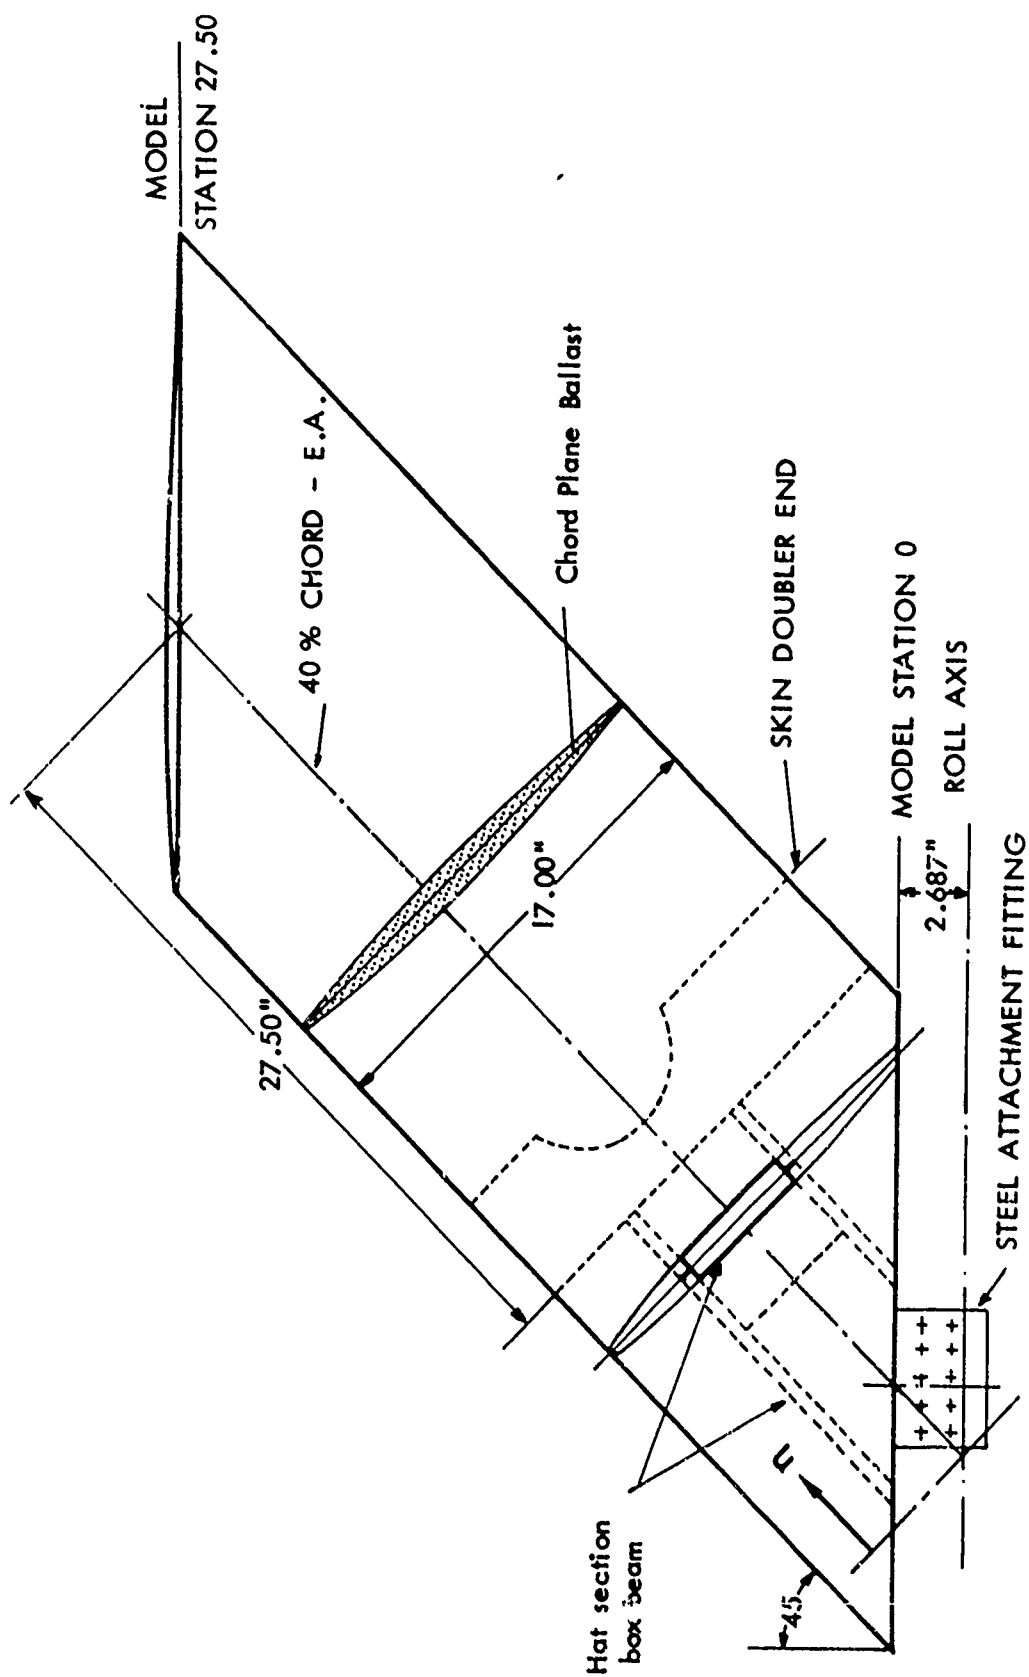 MODEL
STATION 27.50
40 % CHORD - E.A.
Chord Plane Ballast
27.50"
17.00"
SKIN DOUBLER END
MODEL STATION 0
2.687"
ROLL AXIS
STEEL ATTACHMENT FITTING
Hat section
box beam
45
η